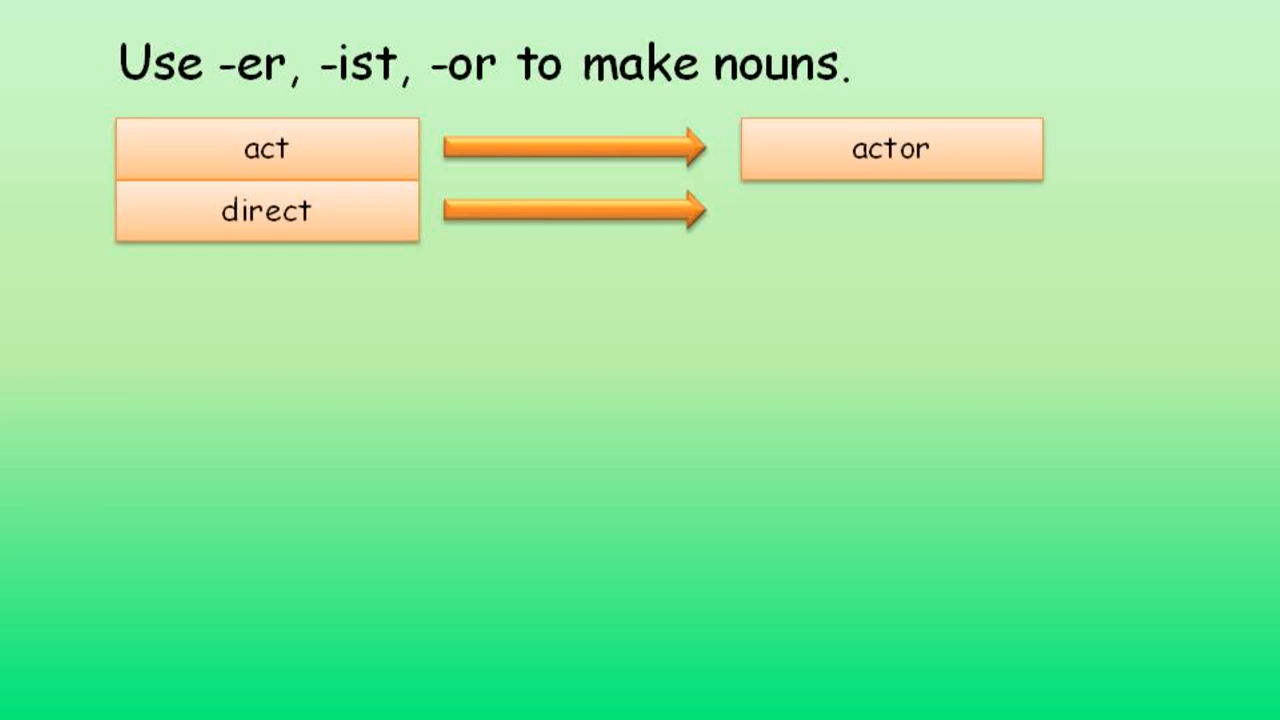 Use -er, -ist, -or to make nouns.
act
actor
direct